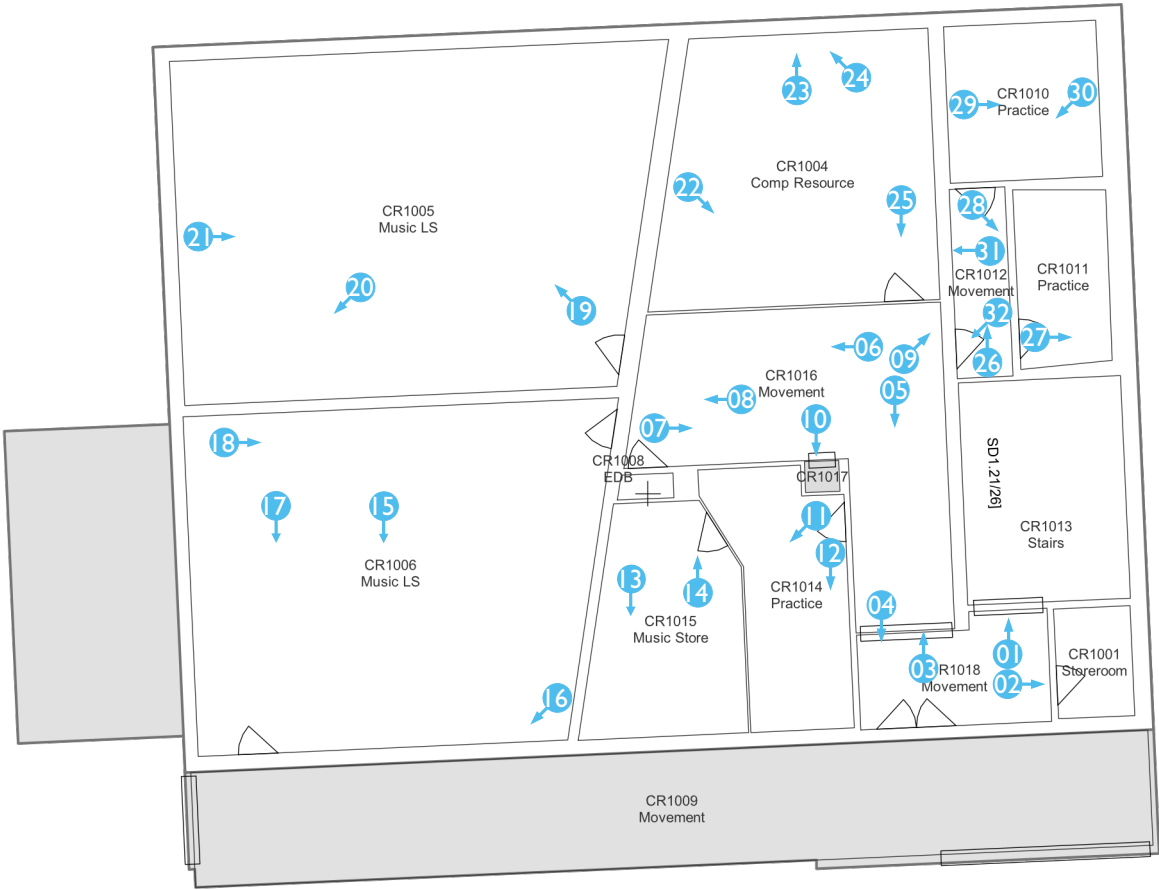 23
24
29
CR1010
Practice
30
CR1004
Comp Resource
22
25
28
CR1005
Music LS
21
31
CR1012
Movement
CR1011
Practice
20
19
32
27
26
06
09
CR1016
Movement
05
08
10
07
18
CR1008
EDB
CR1017
SD1.21/26]
17
15
11
CR1013
Stairs
12
CR1006
Music LS
13
14
CR1014
Practice
04
CR1015
Music Store
01
03
CR1001
Storeroom
R1018
Movement
02
16
CR1009
Movement